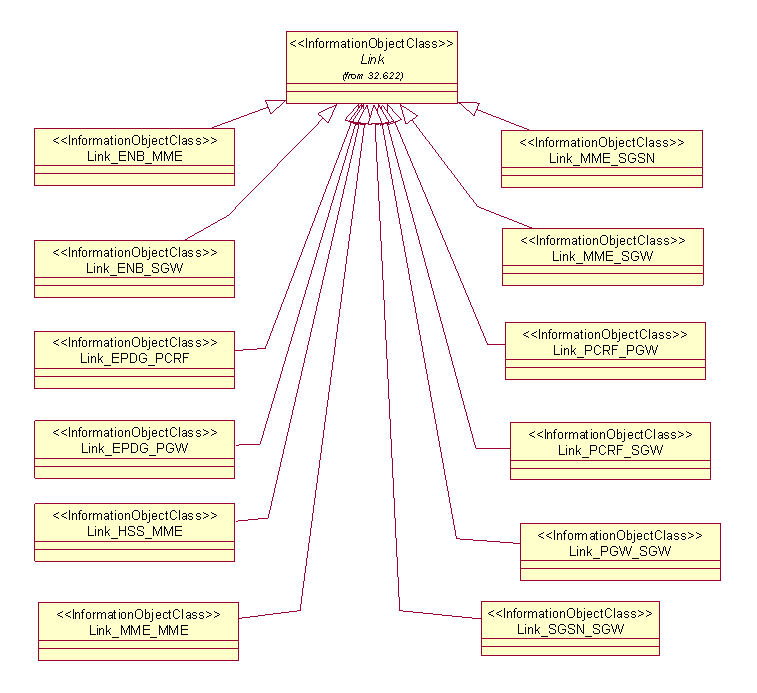 <<InformationObjectClass>>
Link
(from 32.622)
<<InformationObjectClass>>
Link_ENB_MME
<<InformationObjectClass>>
Link_MME_SGSN
<<InformationObjectClass>>
Link_ENB_SGW
<<InformationObjectClass>>
Link_MME_SGW
<<InformationObjectClass>>
Link_EPDG_PCRF
<<InformationObjectClass>>
Link_PCRF_PGW
<<InformationObjectClass>>
Link_EPDG_PGW
<<InformationObjectClass>>
Link_PCRF_SGW
<<InformationObjectClass>>
Link_HSS_MME
<<InformationObjectClass>>
Link_PGW_SGW
<<InformationObjectClass>>
Link_MME_MME
<<InformationObjectClass>>
Link_SGSN_SGW